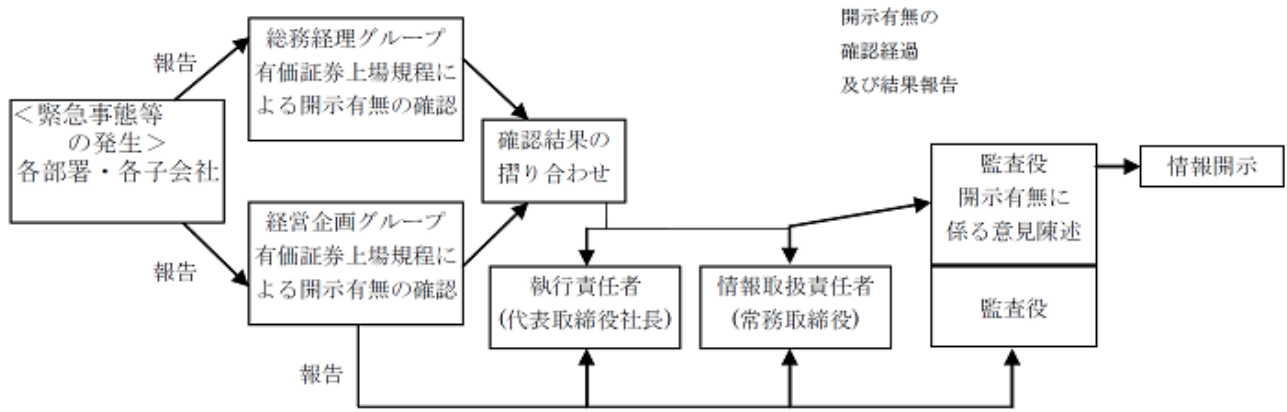 開示有無の
確認経過
及び結果報告
報告
総務経理グループ
有価証券上場規程に
よる開示有無の確認
＜緊急事態等
の発生＞
各部署・各子会社
確認結果の
摺り合わせ
監査役
開示有無に
係る意見陳述
情報開示
報告
経営企画グループ
有価証券上場規程に
よる開示有無の確認
執行責任者
(代表取締役社長)
情報取扱責任者
(常務取締役)
監査役
報告